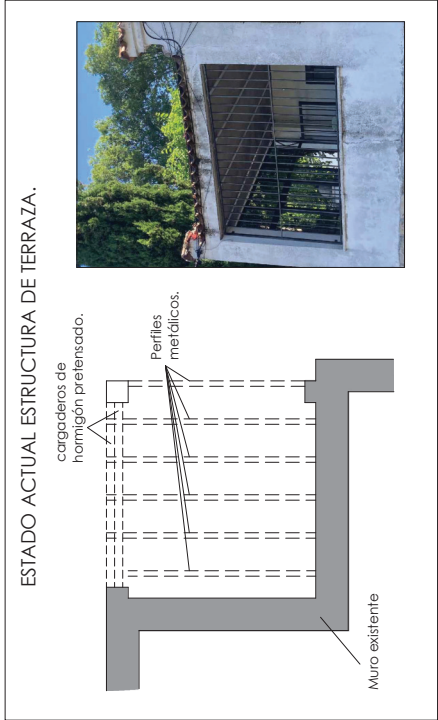 ESTADO ACTUAL ESTRUCTURA DE TERRAZA.
cargaderos de
hormigón pretensado.
Perfiles
metálicos.
Muro existente